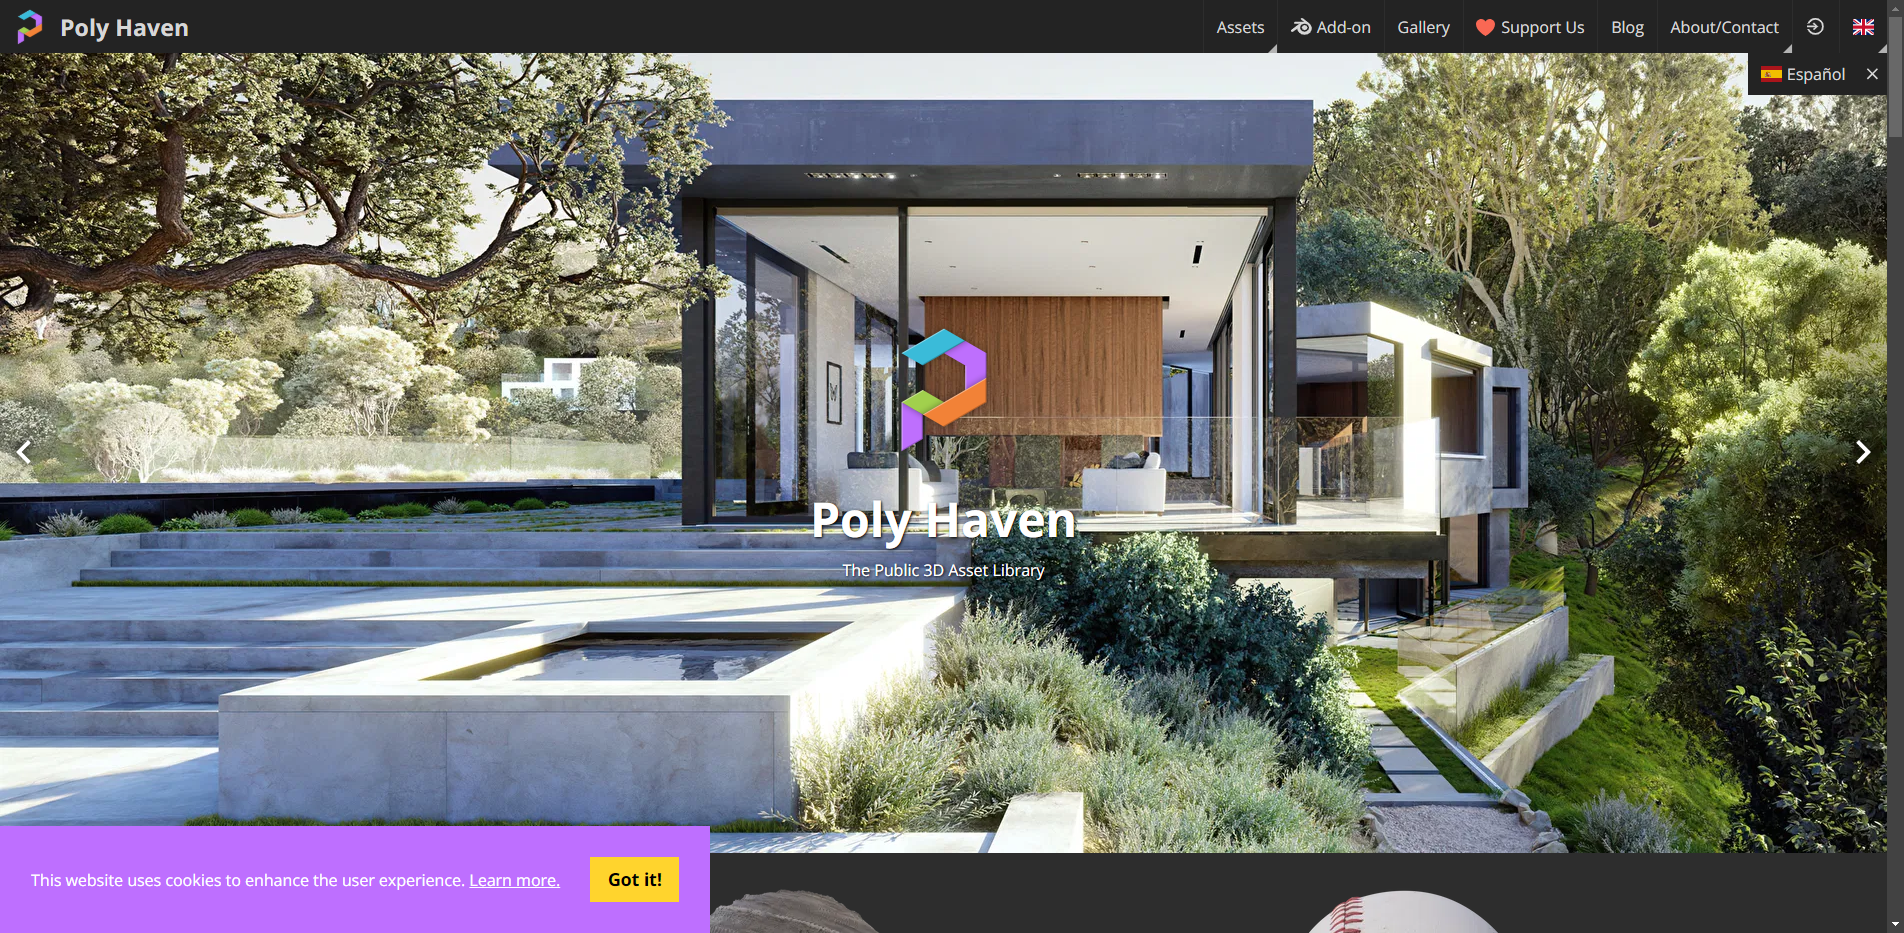 Poly Haven
Assets
Add-on
Gallery
Support Us
Blog
About/Contact
Español
Poly Haven
The Public 3D Asset Library
This website uses cookies to enhance the user experience. Learn more.
Got it!